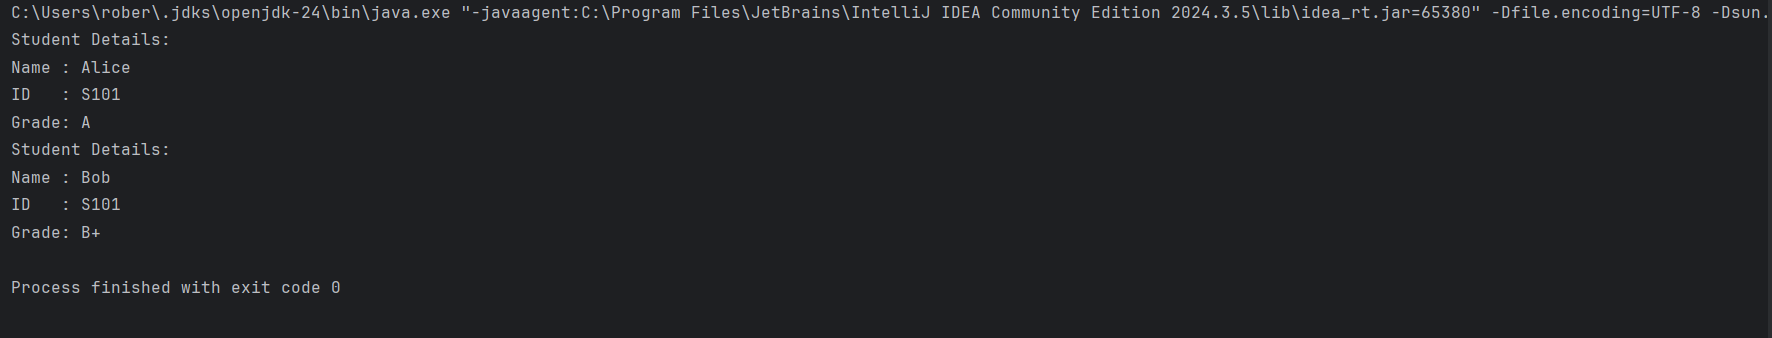 C:\Users\rober\.jdks\openjdk-24\bin\java.exe "-javaagent:C:\Program Files\JetBrains\IntelliJ IDEA Community Edition 2024.3.5\lib\idea_rt.jar=65380" -Dfile.encoding=UTF-8 -Dsun.
Student Details:
Name : Alice
ID   : S101
Grade: A
Student Details:
Name : Bob
ID   : S101
Grade: B+
Process finished with exit code 0